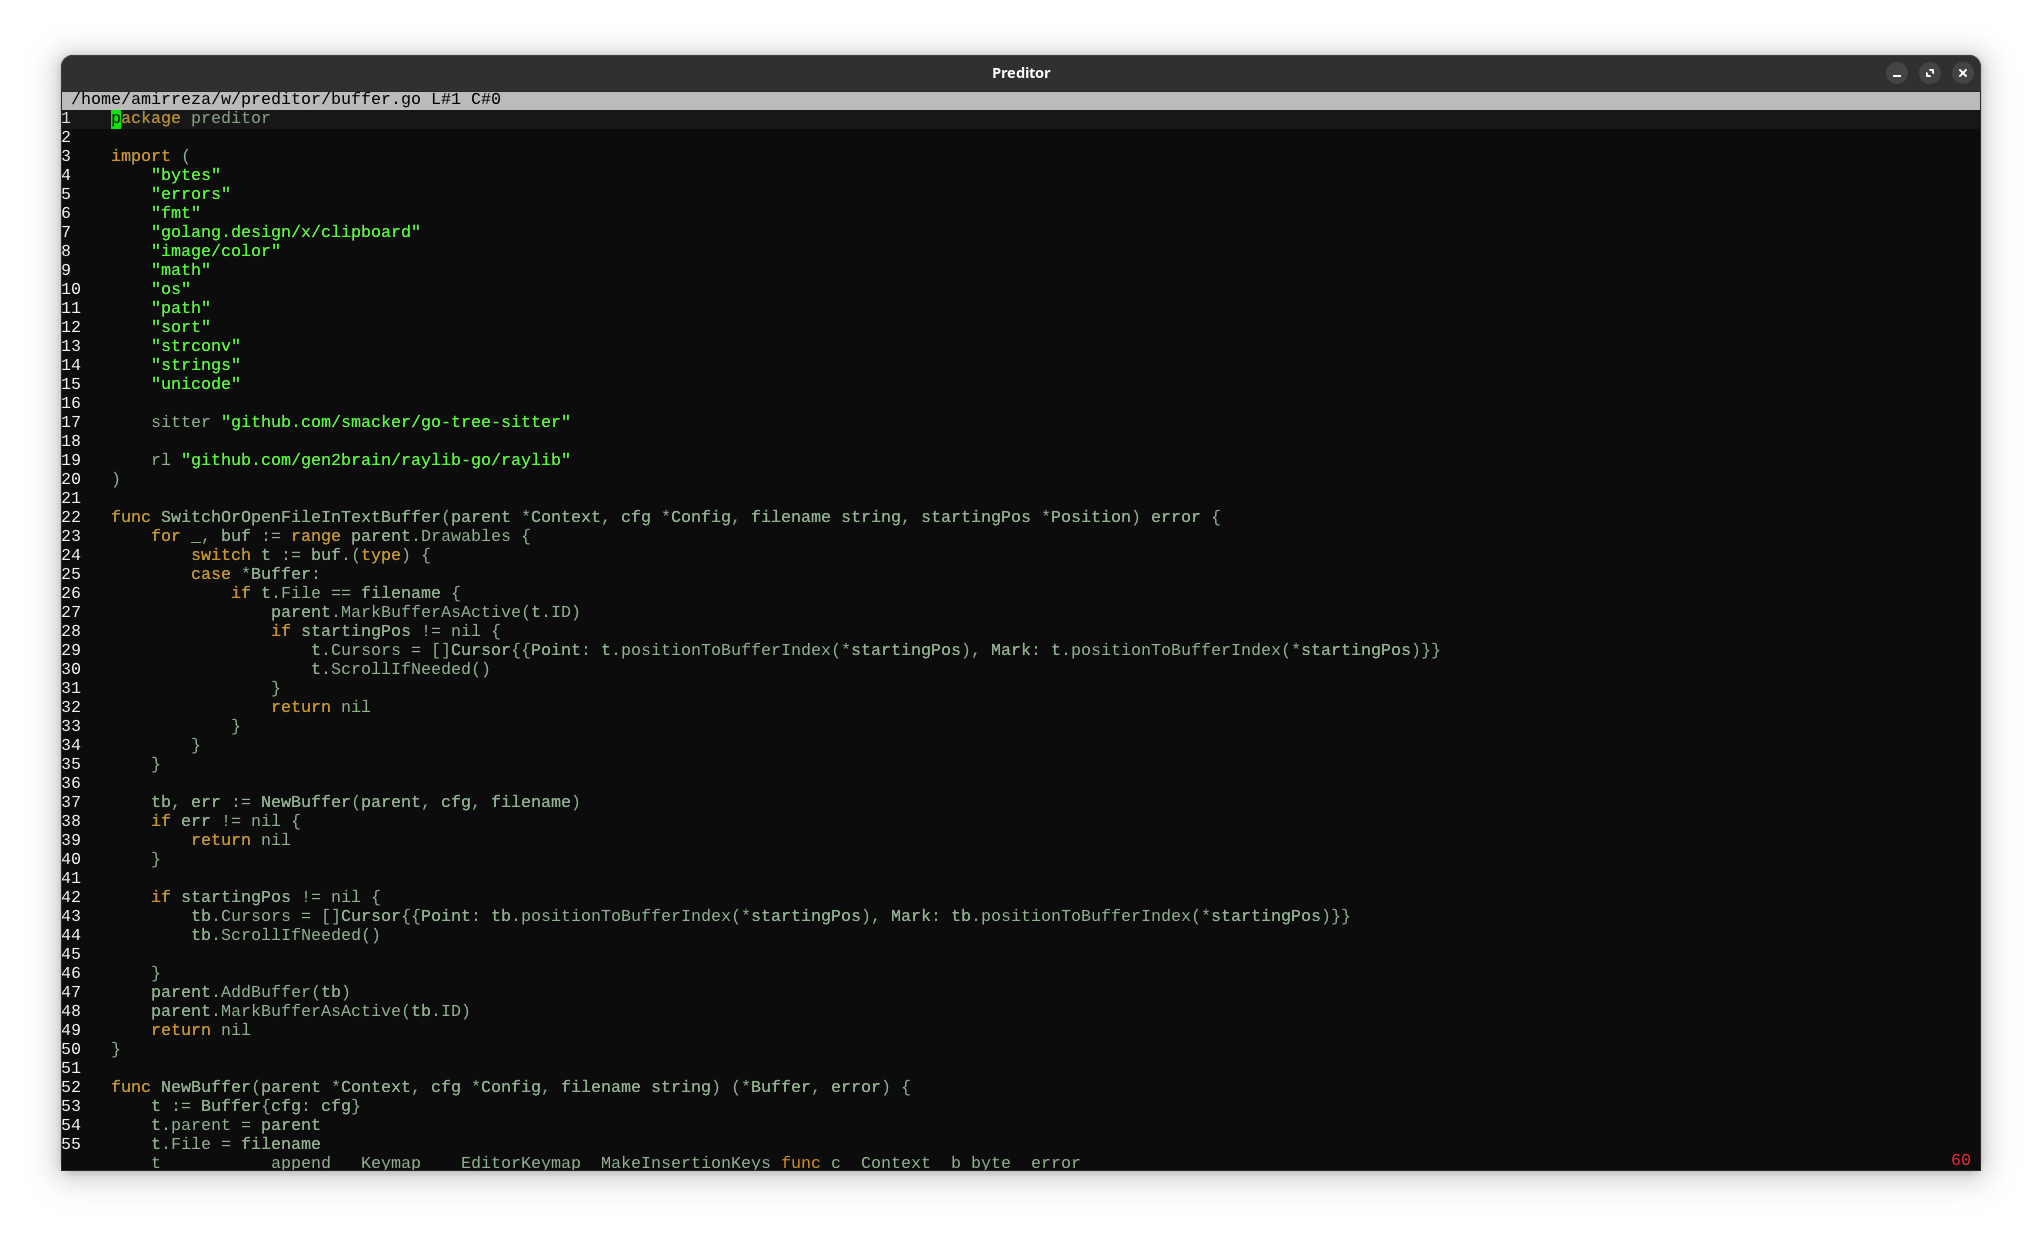 Preditor
/home/amirreza/w/preditor/buffer.go L#1 C#0
1 package preditor
2
3 import (
4 "bytes"
5 "errors"
6 "fmt"
7 "golang.design/x/clipboard"
8 "image/color"
9 "math"
10 "os"
11 "path"
12 "sort"
13 "strconv"
14 "strings"
15 "unicode"
16
17 sitter "github.com/smacker/go-tree-sitter"
18
19 rl "github.com/gen2brain/raylib-go/raylib"
20 )
21
22 func SwitchOrOpenFileInTextBuffer(parent *Context, cfg *Config, filename string, startingPos *Position) error {
23 for _, buf := range parent.Drawables {
24 switch t := buf.(type) {
25 case *Buffer:
26 if t.File == filename {
27 parent.MarkBufferAsActive(t.ID)
28 if startingPos != nil {
29 t.Cursors = []Cursor{{Point: t.positionToBufferIndex(*startingPos), Mark: t.positionToBufferIndex(*startingPos)}}
30 t.ScrollIfNeeded()
31 }
32 return nil
33 }
34 }
35 }
36
37 tb, err := NewBuffer(parent, cfg, filename)
38 if err != nil {
39 return nil
40 }
41
42 if startingPos != nil {
43 tb.Cursors = []Cursor{{Point: tb.positionToBufferIndex(*startingPos), Mark: tb.positionToBufferIndex(*startingPos)}}
44 tb.ScrollIfNeeded()
45
46 }
47 parent.AddBuffer(tb)
48 parent.MarkBufferAsActive(tb.ID)
49 return nil
50 }
51
52 func NewBuffer(parent *Context, cfg *Config, filename string) (*Buffer, error) {
53 t := Buffer{cfg: cfg}
54 t.parent = parent
55 t.File = filename
t append Keymap EditorKeymap MakeInsertionKeys func c Context b byte error
60